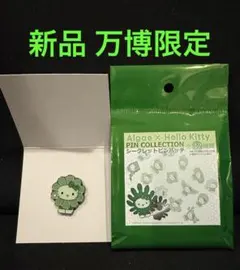 新品 万博限定
Algae × Hello Kitty
PIN COLLECTION
シークレットピンバッチ